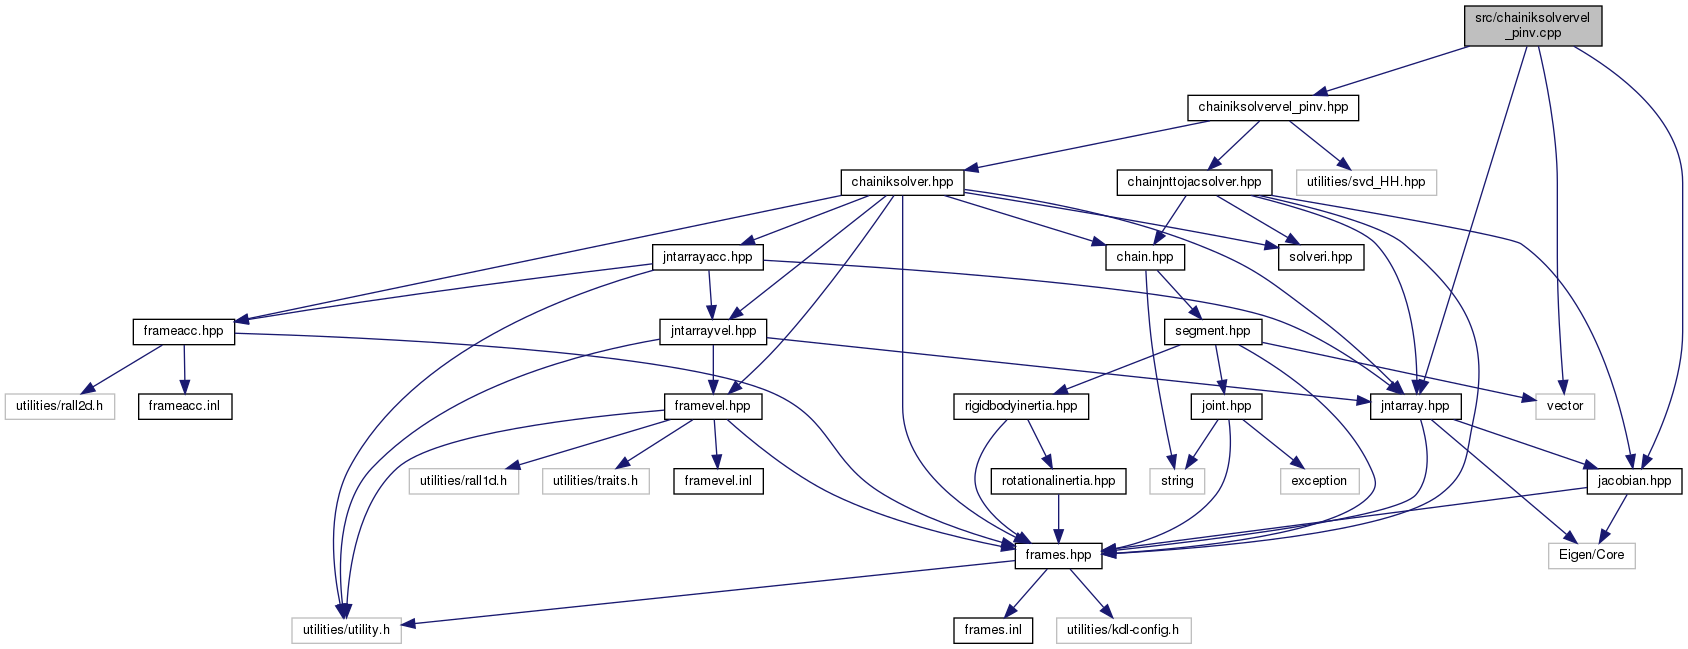 src/chainiksolvervel
_pinv.cpp
chainiksolvervel_pinv.hpp
chainiksolver.hpp
chainjnttojacsolver.hpp
utilities/svd_HH.hpp
jntarrayacc.hpp
chain.hpp
solveri.hpp
frameacc.hpp
jntarrayvel.hpp
segment.hpp
utilities/rall2d.h
frameacc.inl
framevel.hpp
rigidbodyinertia.hpp
joint.hpp
jntarray.hpp
vector
utilities/rall1d.h
utilities/traits.h
framevel.inl
rotationalinertia.hpp
string
exception
jacobian.hpp
frames.hpp
Eigen/Core
utilities/utility.h
frames.inl
utilities/kdl-config.h